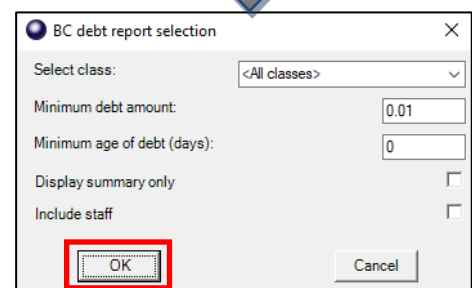 BC debt report selection
Select class: <All classes>
Minimum debt amount: 0.01
Minimum age of debt (days): 0
Display summary only
Include staff
OK Cancel